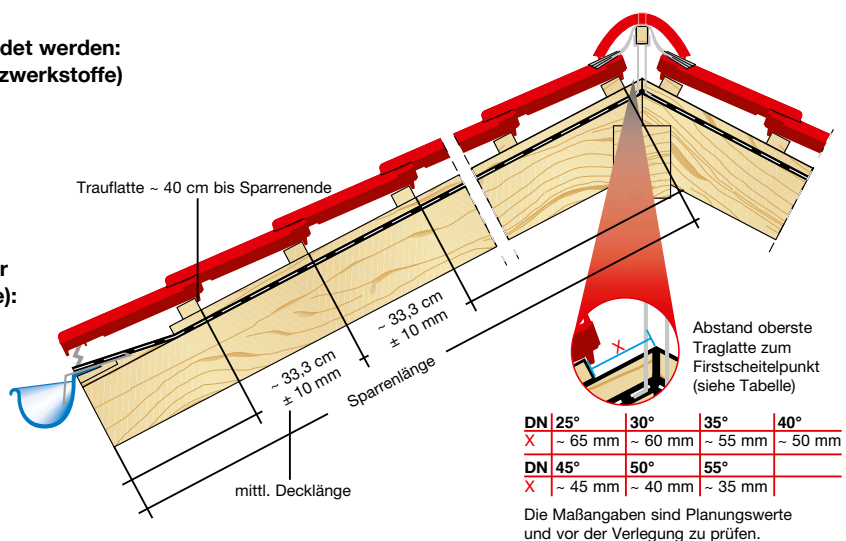 det werden:
zwerkstoffe)
Trauflatte ~ 40 cm bis Sparrenende
r
e):
~ 33,3 cm
± 10 mm
~ 33,3 cm
± 10 mm
Sparrenlänge
mittl. Decklänge
X
Abstand oberste
Traglatte zum
Firstscheitelpunkt
(siehe Tabelle)
DN 25° 30° 35° 40°
X ~ 65 mm ~ 60 mm ~ 55 mm ~ 50 mm
DN 45° 50° 55°
X ~ 45 mm ~ 40 mm ~ 35 mm
Die Maßangaben sind Planungswerte
und vor der Verlegung zu prüfen.